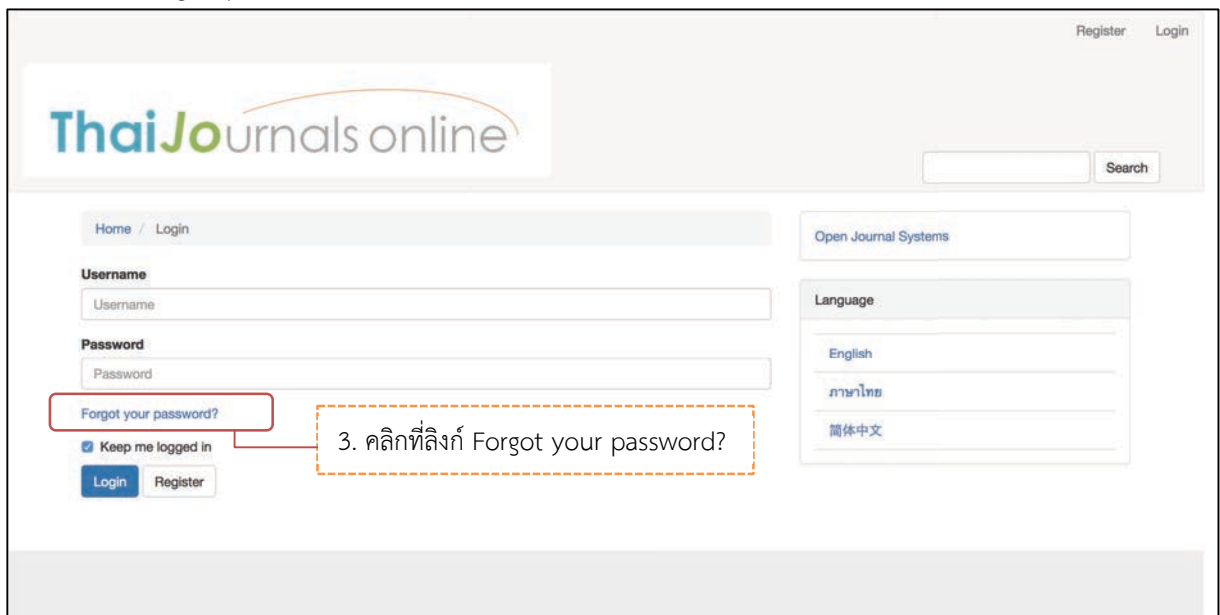 Register Login
ThaiJournals online
Search
Home / Login
Open Journal Systems
Username
Username
Language
Password
English
Password
ภาษาไทย
Forgot your password?
简体中文
3. คลิกที่ลิงก์ Forgot your password?
Keep me logged in
Login Register